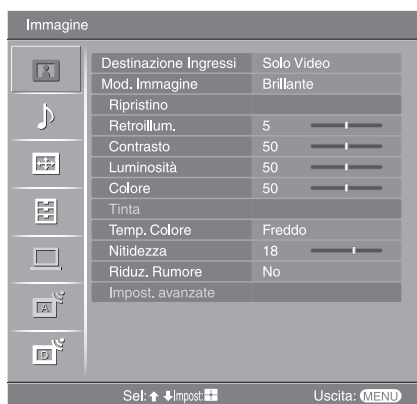 Immagine
Destinazione Ingressi Solo Video
Mod. Immagine Brillante
Ripristino
Retroillum. 5
Contrasto 50
Luminosità 50
Colore 50
Tinta
Temp. Colore Freddo
Nitidezza 18
Riduz. Rumore No
Impost. avanzate
A
D
Sel: Impost: Uscita: MENU